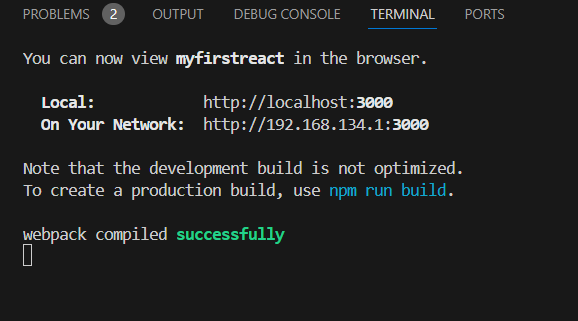 PROBLEMS 2 OUTPUT DEBUG CONSOLE TERMINAL PORTS
You can now view myfirstreact in the browser.
Local: http://localhost:3000
On Your Network: http://192.168.134.1:3000
Note that the development build is not optimized.
To create a production build, use npm run build.
webpack compiled successfully